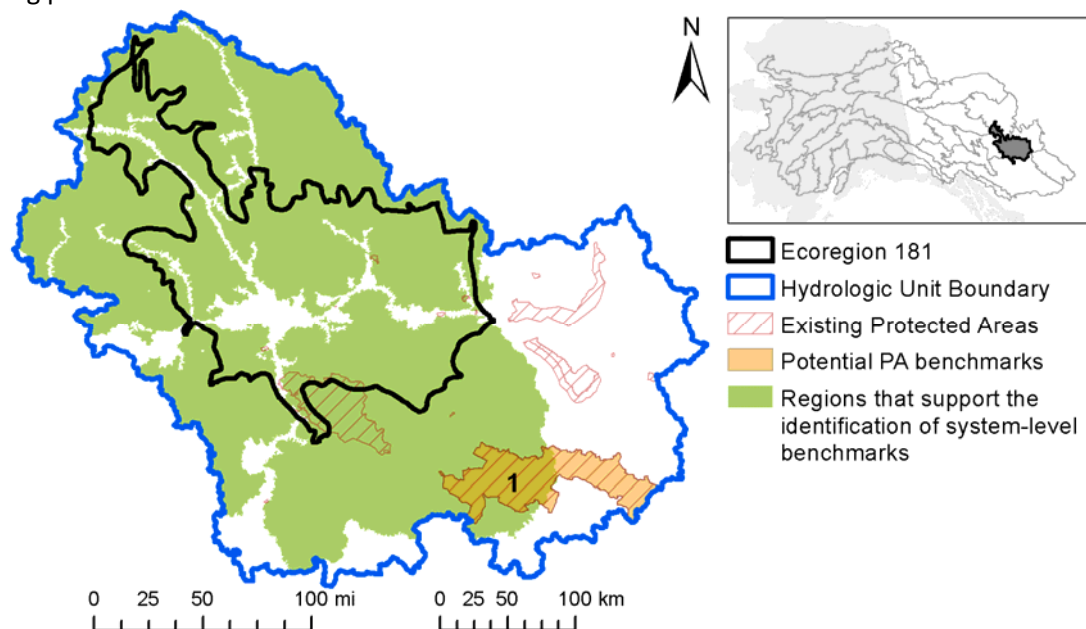 N
Ecoregion 181
Hydrologic Unit Boundary
Existing Protected Areas
Potential PA benchmarks
Regions that support the
identification of system-level
benchmarks
1
0 25 50 100 mi
0 25 50 100 km